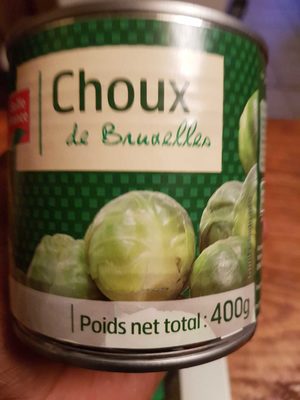 Choux
de Bruxelles
Poids net total : 400g